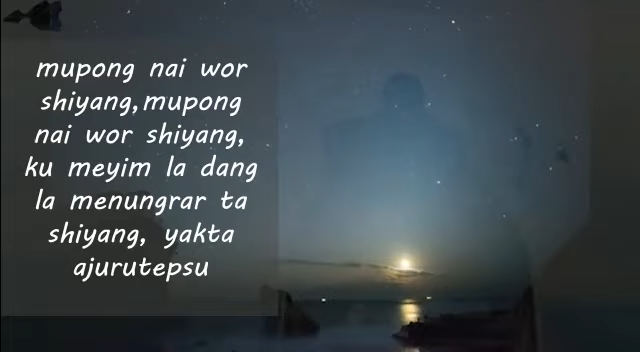 mupong nai wor
shiyang, mupong
nai wor shiyang,
ku meyim la dang
la menungrar ta
shiyang, yakta
ajurutepsu